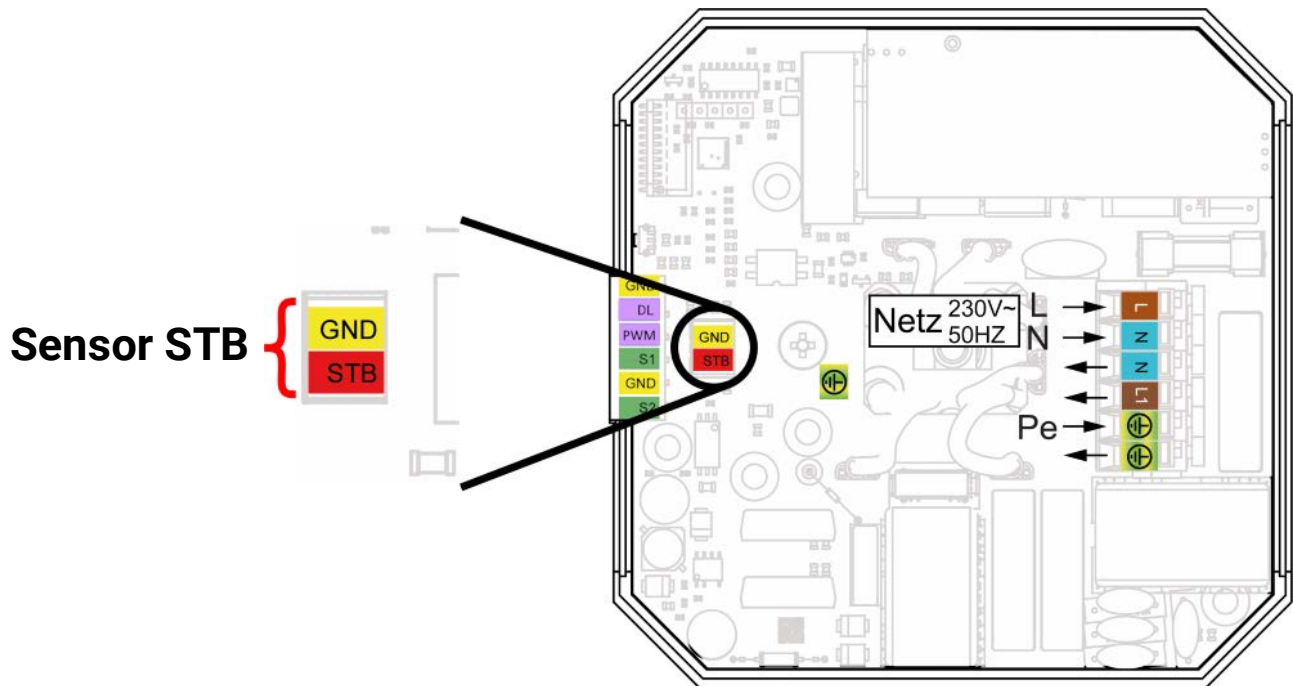 Sensor STB
GND
STB
GND
DL
PWM
S1
GND
S2
GND
STB
Netz 230V~
50HZ
L
N
Pe
L
N
N
L1